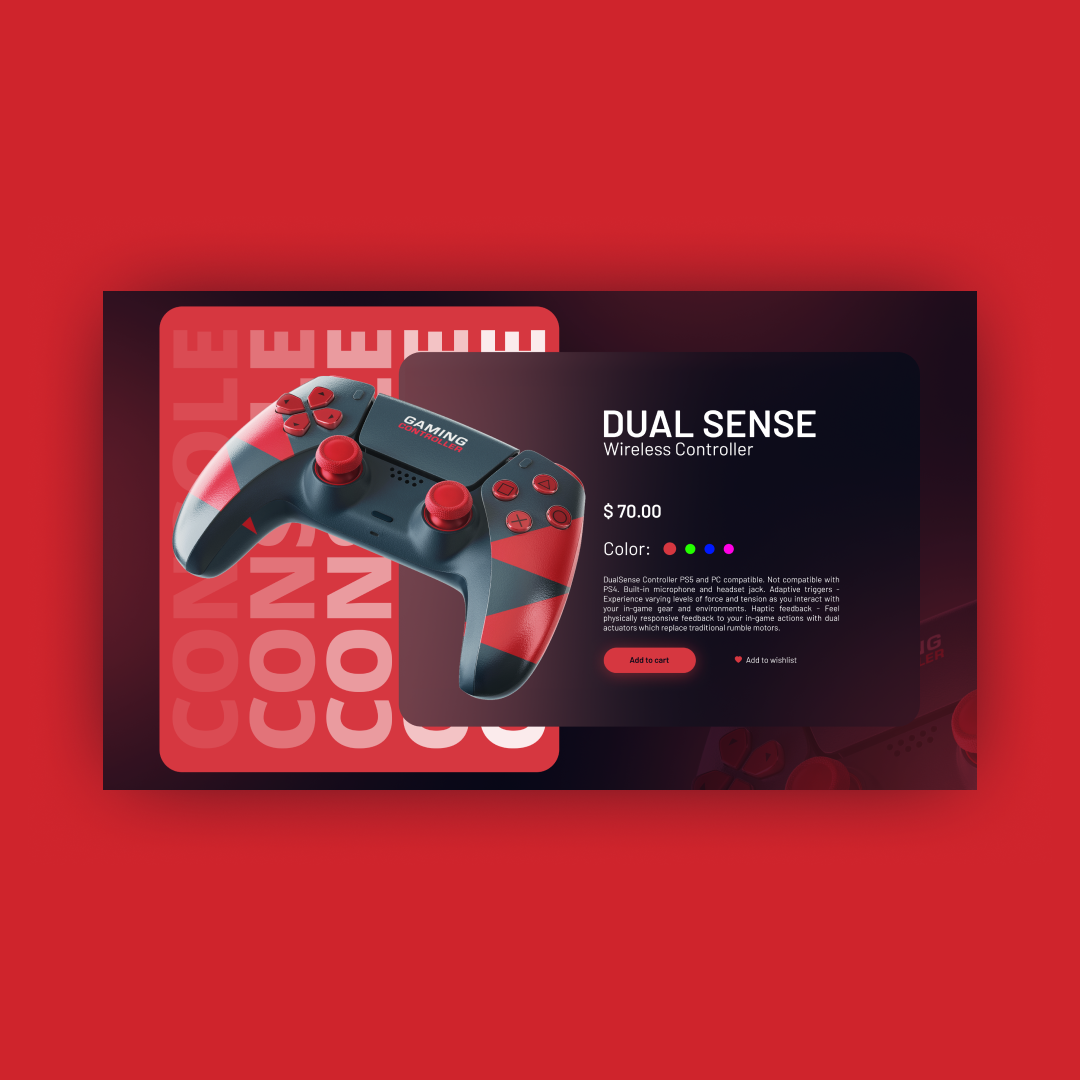 CONSOLE
CONSOLE
CONSOLE
CONSOLE
CONSOLE
GAMING
CONTROLLER
DUAL SENSE
Wireless Controller
$ 70.00
Color:
DualSense Controller PS5 and PC compatible. Not compatible with
PS4. Built-in microphone and headset jack. Adaptive triggers -
Experience varying levels of force and tension as you interact with
your in-game gear and environments. Haptic feedback - Feel
physically responsive feedback to your in-game actions with dual
actuators which replace traditional rumble motors.
Add to cart
Add to wishlist